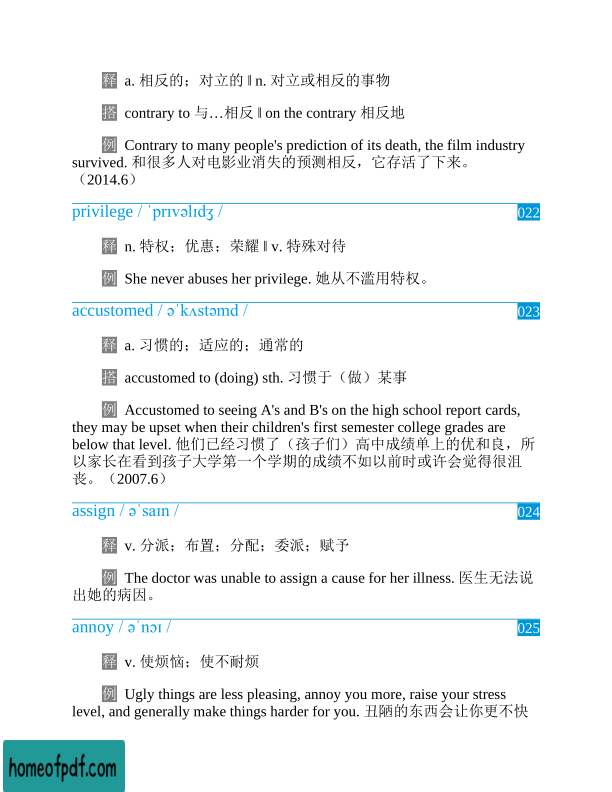 释 a. 相反的；对立的 ‖ n. 对立或相反的事物
搭 contrary to 与…相反 ‖ on the contrary 相反地
例 Contrary to many people's prediction of its death, the film industry
survived. 和很多人对电影业消失的预测相反，它存活了下来。
（2014.6）
privilege / ˈprɪvəlɪdʒ / 022
释 n. 特权；优惠；荣耀 ‖ v. 特殊对待
例 She never abuses her privilege. 她从不滥用特权。
accustomed / əˈkʌstəmd / 023
释 a. 习惯的；适应的；通常的
搭 accustomed to (doing) sth. 习惯于（做）某事
例 Accustomed to seeing A's and B's on the high school report cards,
they may be upset when their children's first semester college grades are
below that level. 他们已经习惯了（孩子们）高中成绩单上的优和良，所
以家长在看到孩子大学第一个学期的成绩不如以前时或许会觉得很沮
丧。（2007.6）
assign / əˈsaɪn / 024
释 v. 分派；布置；分配；委派；赋予
例 The doctor was unable to assign a cause for her illness. 医生无法说
出她的病因。
annoy / əˈnɔɪ / 025
释 v. 使烦恼；使不耐烦
例 Ugly things are less pleasing, annoy you more, raise your stress
level, and generally make things harder for you. 丑陋的东西会让你更不快
homeofpdf.com